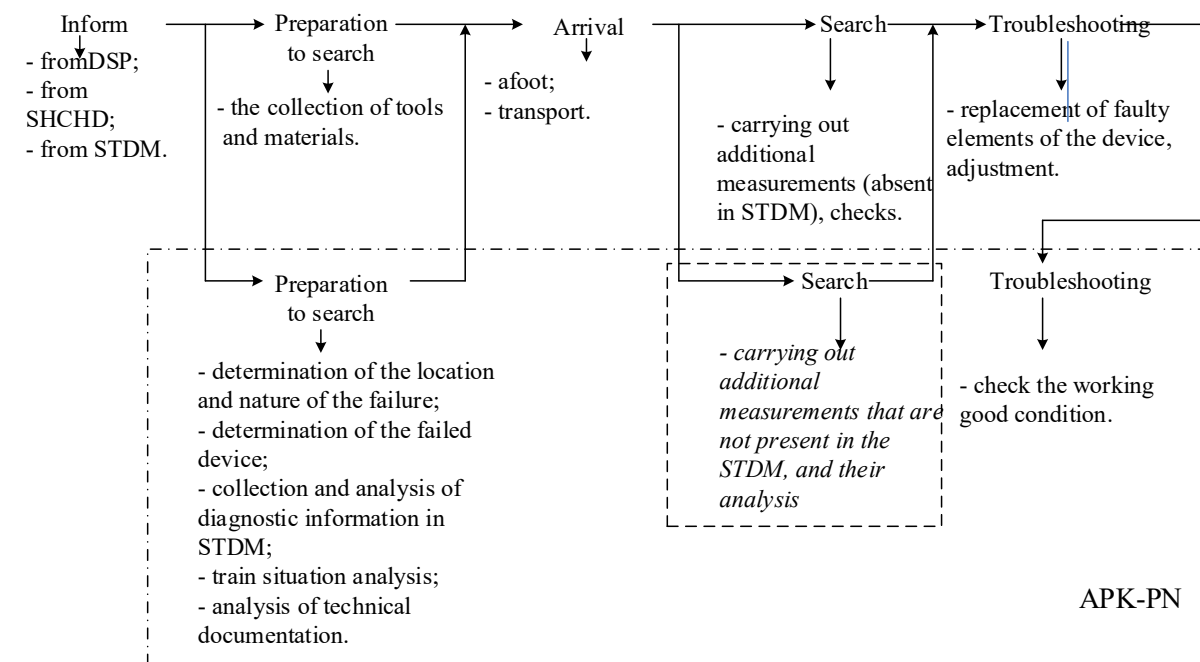 Inform
- fromDSP;
- from
SHCHD;
- from STDM.
Preparation
to search
- the collection of tools
and materials.
Arrival
- afoot;
- transport.
Search
- carrying out
additional
measurements (absent
in STDM), checks.
Troubleshooting
- replacement of faulty
elements of the device,
adjustment.
Preparation
to search
- determination of the location
and nature of the failure;
- determination of the failed
device;
- collection and analysis of
diagnostic information in
STDM;
- train situation analysis;
- analysis of technical
documentation.
Search
- carrying out
additional
measurements that are
not present in the
STDM, and their
analysis
Troubleshooting
- check the working
good condition.
APK-PN